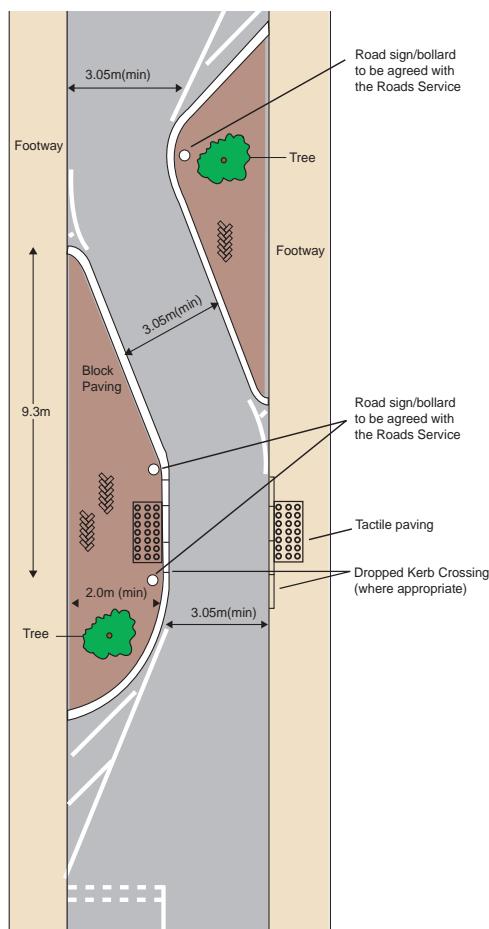 Road sign/bollard
to be agreed with
the Roads Service
3.05m(min)
Footway
Tree
Footway
3.05m(min)
Block
Paving
9.3m
Road sign/bollard
to be agreed with
the Roads Service
Tactile paving
Dropped Kerb Crossing
(where appropriate)
2.0m (min)
3.05m(min)
Tree